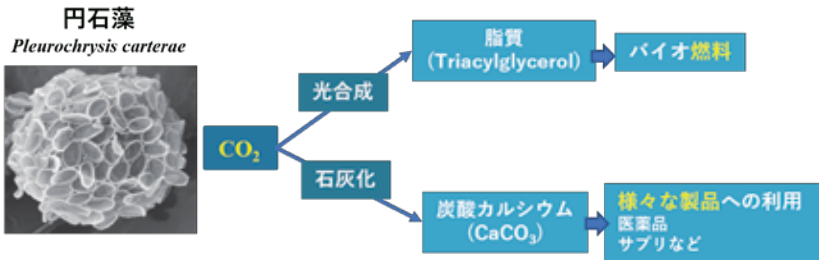 円石藻
Pleurochrysis carterae
CO₂
光合成
脂質
(Triacylglycerol)
バイオ燃料
石灰化
炭酸カルシウム
(CaCO₃)
様々な製品への利用
医薬品
サプリなど